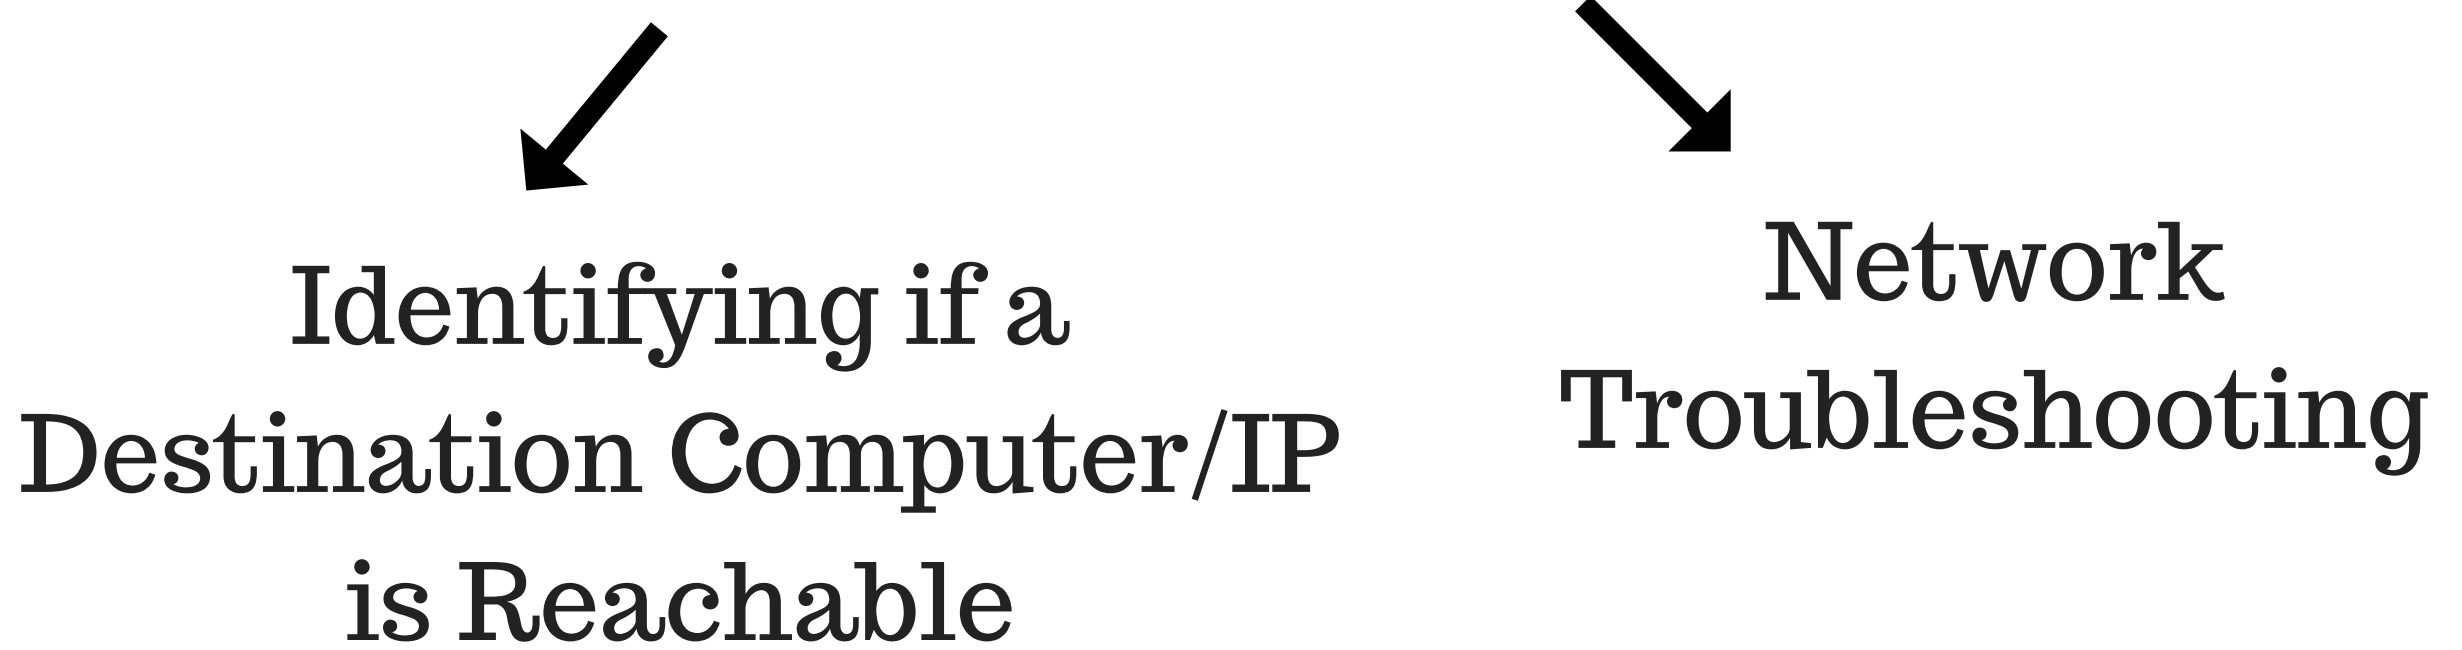 Identifying if a
Destination Computer/IP
is Reachable
Network
Troubleshooting